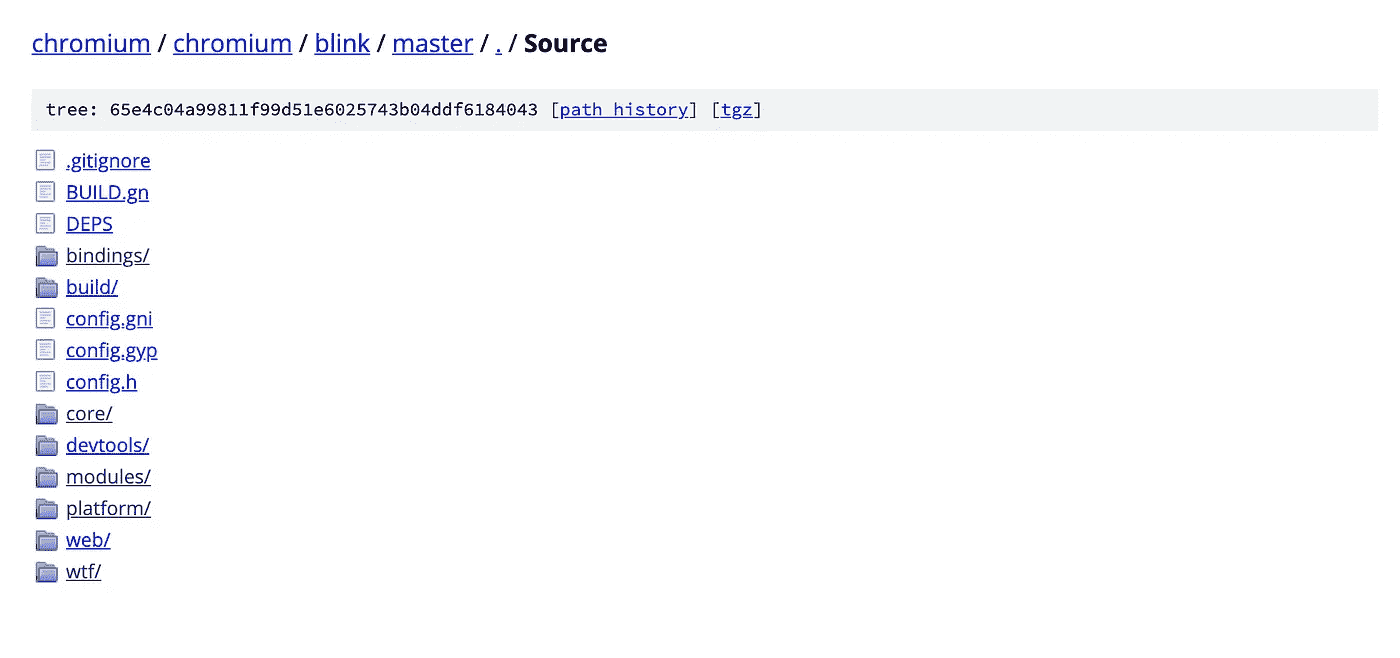 chromium / chromium / blink / master / . / Source
tree: 65e4c04a99811f99d51e6025743b04ddf6184043 [path history] [tgz]
.gitignore
BUILD.gn
DEPS
bindings/
build/
config.gni
config.gyp
config.h
core/
devtools/
modules/
platform/
web/
wtf/